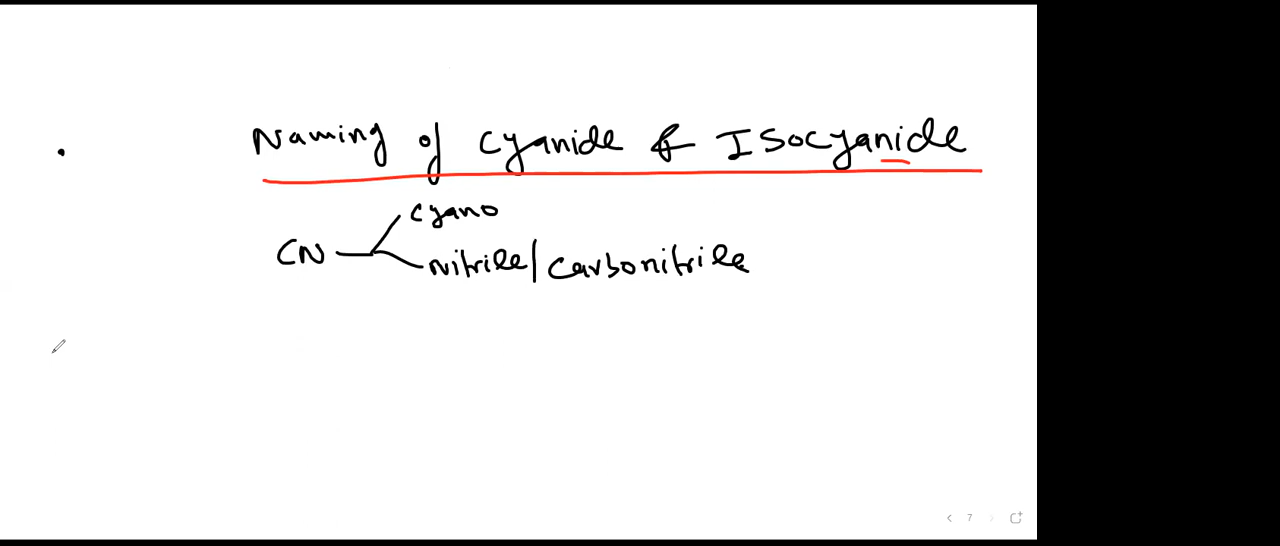 Naming of Cyanide & Isocyanide
CN
cyano
nitrile/carbonitrile
7